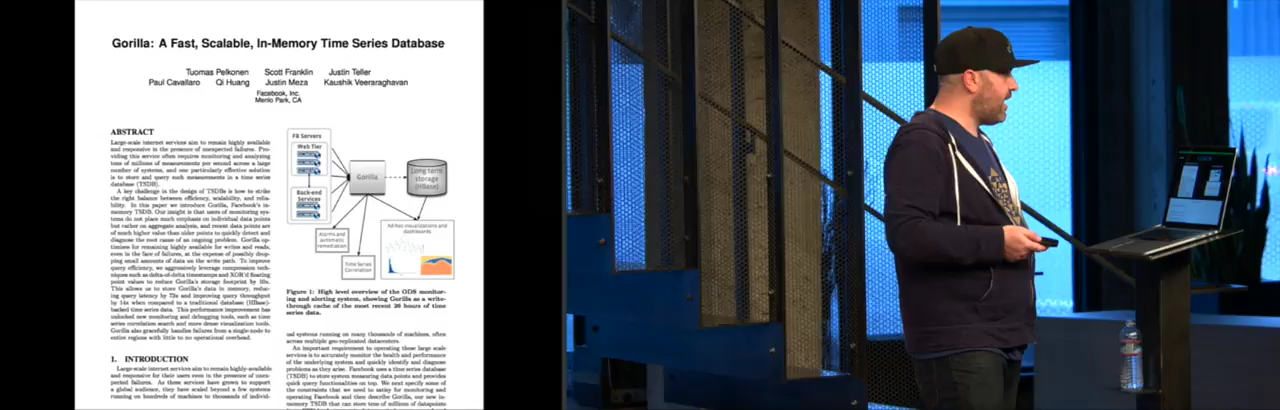 Gorilla: A Fast, Scalable, In-Memory Time Series Database
Tuomas Pelkonen Scott Franklin Justin Teller
Paul Cavallaro Qi Huang Justin Meza Kaushik Veeraraghavan
Facebook, Inc.
Menlo Park, CA
ABSTRACT
Large-scale internet services aim to remain highly available
and responsive in the presence of unexpected failures. Pro-
viding this service often requires monitoring and analyzing
tens of millions of measurements per second across a large
number of systems, and one particularly effective solution
is to store and query such measurements in a time series
database (TSDB).
A key challenge in the design of TSDBs is how to strike
the right balance between efficiency, scalability, and relia-
bility. In this paper we introduce Gorilla, Facebook's in-
memory TSDB. Our insight is that users of monitoring sys-
tems do not place much emphasis on individual data points
but rather on aggregate analysis, and recent data points are
of much higher value than older points to quickly detect and
diagnose the root cause of an ongoing problem. Gorilla op-
timizes for remaining highly available for writes and reads,
even in the face of failures, at the expense of possibly drop-
ping small amounts of data on the write path. To improve
query efficiency, we aggressively leverage compression tech-
niques such as delta-of-delta timestamps and XOR'd floating
point values to reduce Gorilla's storage footprint by 10x.
This allows us to store Gorilla's data in memory, reduc-
ing query latency by 73x and improving query throughput
by 14x when compared to a traditional database (HBase)-
backed time series data. This performance improvement has
unlocked new monitoring and debugging tools, such as time
series correlation search and more dense visualization tools.
Gorilla also gracefully handles failures from a single-node to
entire regions with little to no operational overhead.
1. INTRODUCTION
Large-scale internet services aim to remain highly-available
and responsive for their users even in the presence of unex-
pected failures. As these services have grown to support
a global audience, they have scaled beyond a few systems
running on hundreds of machines to thousands of individ-
FB Servers
Web Tier
Back-end
Services
Gorilla
Long term
storage
(HBase)
Alarms and
automatic
remediation
Time Series
Correlation
Ad-hoc visualizations and
dashboards
Figure 1: High level overview of the ODS monitor-
ing and alerting system, showing Gorilla as a write-
through cache of the most recent 26 hours of time
series data.
ual systems running on many thousands of machines, often
across multiple geo-replicated datacenters.
An important requirement to operating these large scale
services is to accurately monitor the health and performance
of the underlying system and quickly identify and diagnose
problems as they arise. Facebook uses a time series database
(TSDB) to store system measuring data points and provides
quick query functionalities on top. We next specify some of
the constraints that we need to satisy for monitoring and
operating Facebook and then describe Gorilla, our new in-
memory TSDB that can store tens of millions of datapoints